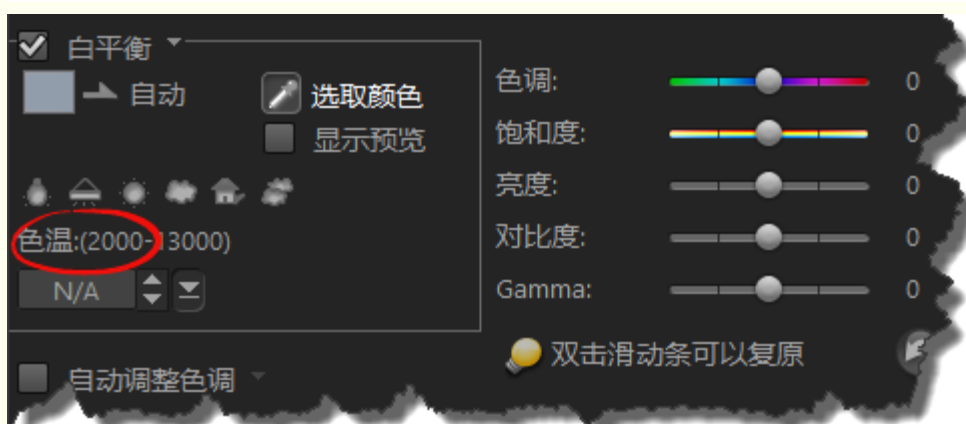 白平衡
自动
选取颜色
显示预览
色温:(2000-13000)
N/A
自动调整色调
色调: 0
饱和度: 0
亮度: 0
对比度: 0
Gamma: 0
双击滑动条可以复原